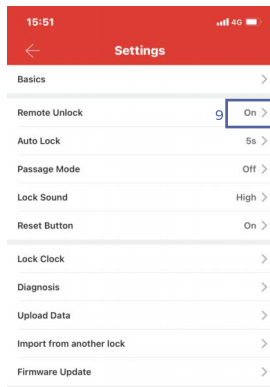 15:51 4G
Settings
Basics
Remote Unlock 9 On
Auto Lock 5s
Passage Mode Off
Lock Sound High
Reset Button On
Lock Clock
Diagnosis
Upload Data
Import from another lock
Firmware Update